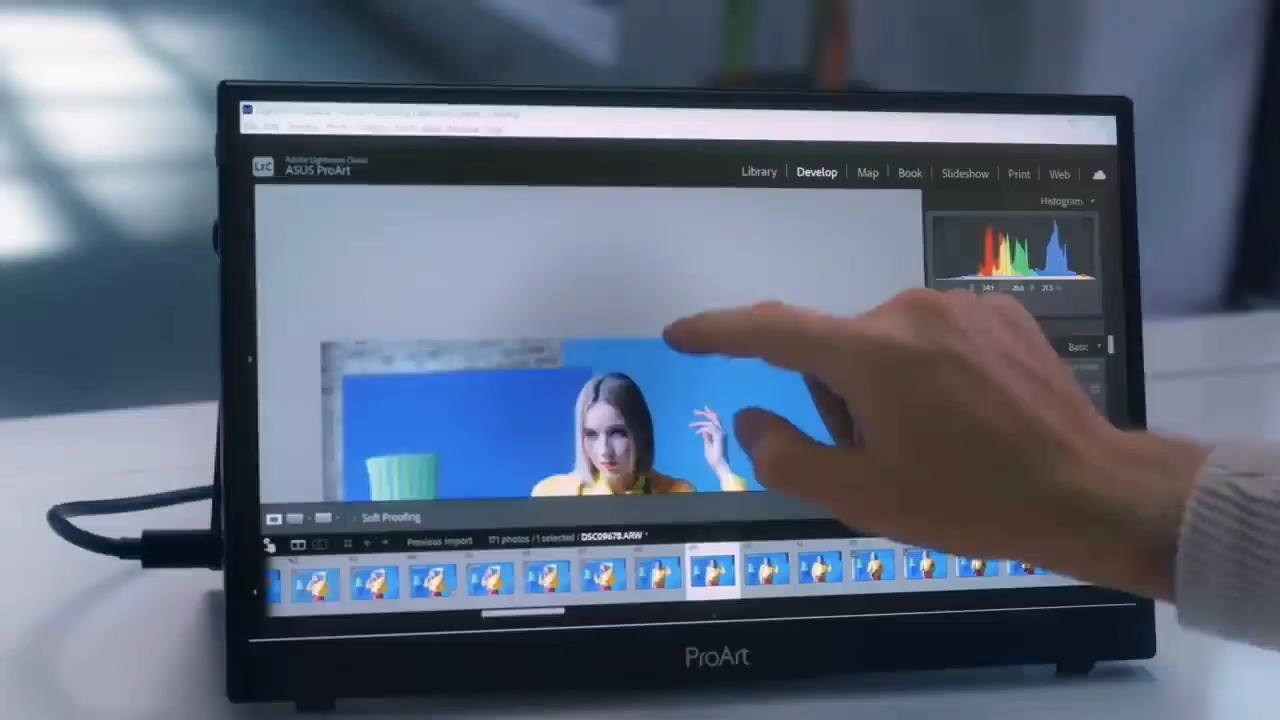 LrC
Adobe Lightroom Classic
ASUS ProArt
Library Develop Map Book Slideshow Print Web
Histogram
Basic
Soft Proofing
Previous Import 171 photos / 1 selected / DSC09678.ARW
ProArt